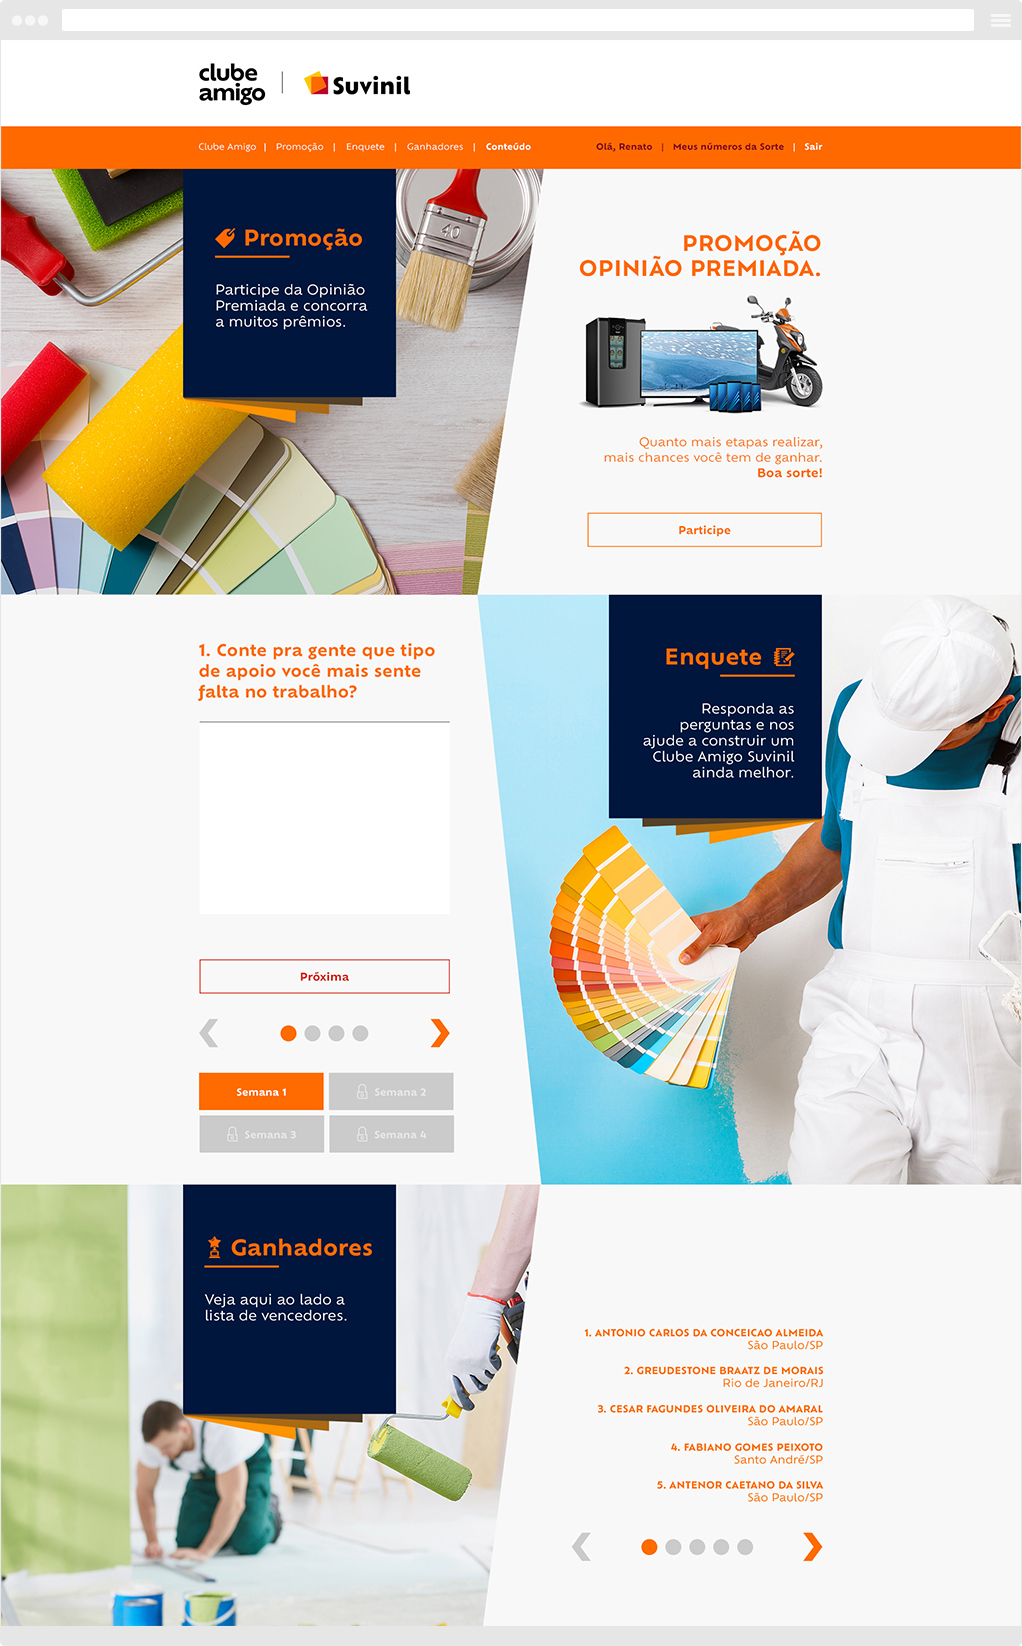 clube
amigo
Suvinil
Clube Amigo | Promoção | Enquete | Ganhadores | Conteúdo
Olá, Renato | Meus números da Sorte | Sair
Promoção
Participe da Opinião
Premiada e concorra
a muitos prêmios.
40
PROMOÇÃO
OPINIÃO PREMIADA.
Quanto mais etapas realizar,
mais chances você tem de ganhar.
Boa sorte!
Participe
1. Conte pra gente que tipo
de apoio você mais sente
falta no trabalho?
Enquete
Responda as
perguntas e nos
ajude a construir um
Clube Amigo Suvinil
ainda melhor.
Próxima
Semana 1
Semana 2
Semana 3
Semana 4
Ganhadores
Veja aqui ao lado a
lista de vencedores.
1. ANTONIO CARLOS DA CONCEICAO ALMEIDA
São Paulo/SP
2. GREUDESTONE BRAATZ DE MORAIS
Rio de Janeiro/RJ
3. CESAR FAGUNDES OLIVEIRA DO AMARAL
São Paulo/SP
4. FABIANO GOMES PEIXOTO
Santo André/SP
5. ANTENOR CAETANO DA SILVA
São Paulo/SP